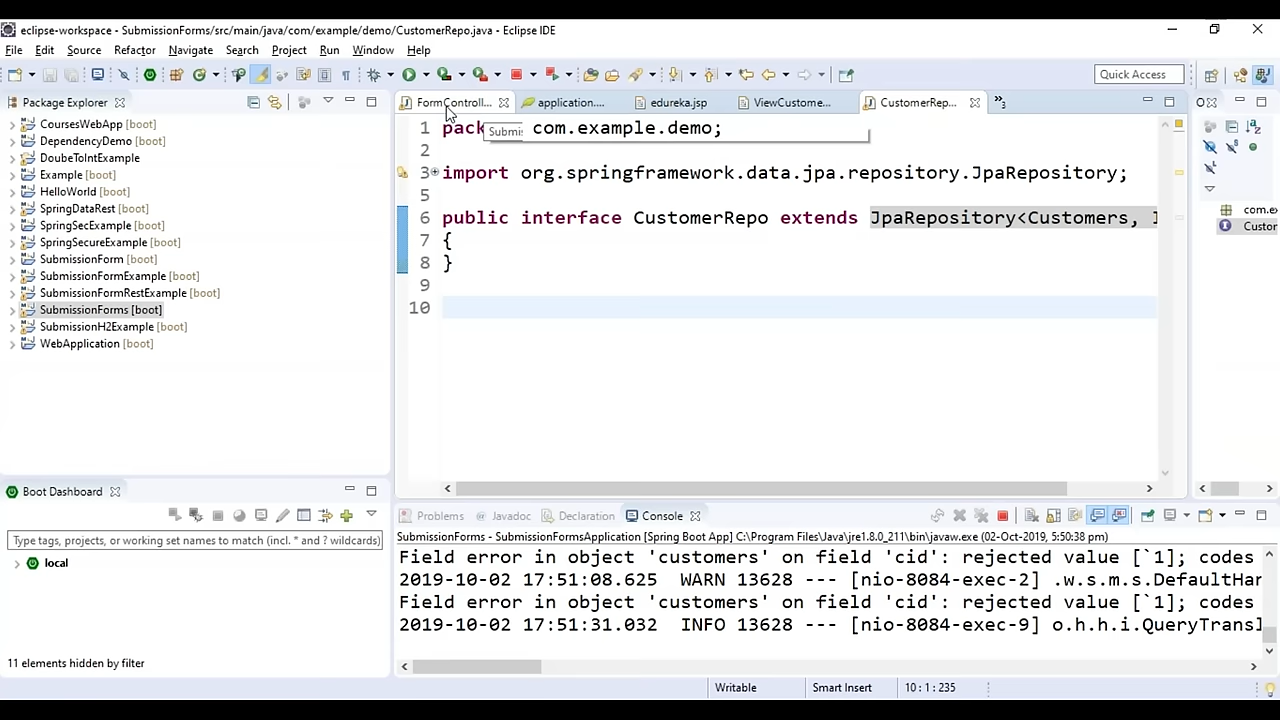 eclipse-workspace - SubmissionForms/src/main/java/com/example/demo/CustomerRepo.java - Eclipse IDE
File Edit Source Refactor Navigate Search Project Run Window Help
Quick Access
Package Explorer
CoursesWebApp [boot]
DependencyDemo [boot]
DoubeToIntExample
Example [boot]
HelloWorld [boot]
SpringDataRest [boot]
SpringSecExample [boot]
SpringSecureExample [boot]
SubmissionForm [boot]
SubmissionFormExample [boot]
SubmissionFormRestExample [boot]
SubmissionForms [boot]
SubmissionH2Example [boot]
WebApplication [boot]
FormControll... application.... edureka.jsp ViewCustome... CustomerRep... »3
Submis
1 pack com.example.demo;
2
3 import org.springframework.data.jpa.repository.JpaRepository;
5
6 public interface CustomerRepo extends JpaRepository<Customers, I
7 {
8 }
9
10
com.e
Custor
Boot Dashboard
Type tags, projects, or working set names to match (incl. * and ? wildcards)
local
11 elements hidden by filter
Problems Javadoc Declaration Console
SubmissionForms - SubmissionFormsApplication [Spring Boot App] C:\Program Files\Java\jre1.8.0_211\bin\javaw.exe (02-Oct-2019, 5:50:38 pm)
Field error in object 'customers' on field 'cid': rejected value [`1]; codes
2019-10-02 17:51:08.625 WARN 13628 --- [nio-8084-exec-2] .w.s.m.s.DefaultHan
Field error in object 'customers' on field 'cid': rejected value [`1]; codes
2019-10-02 17:51:31.032 INFO 13628 --- [nio-8084-exec-9] o.h.h.i.QueryTransl
Writable Smart Insert 10 : 1 : 235